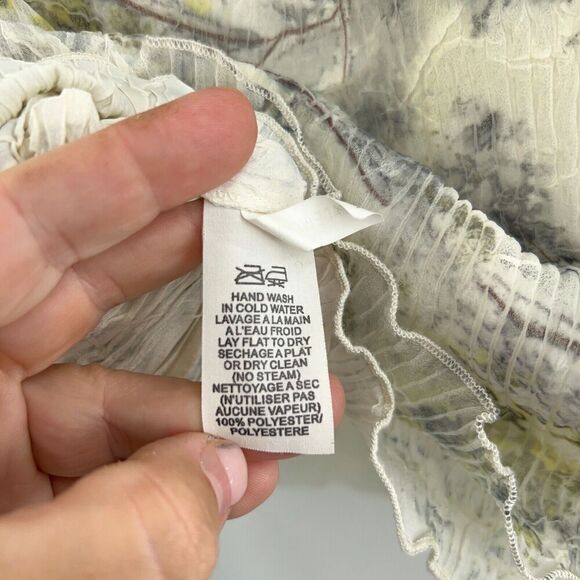 HAND WASH
IN COLD WATER
LAVAGE A LA MAIN
A L'EAU FROID
LAY FLAT TO DRY
SECHAGE A PLAT
OR DRY CLEAN
(NO STEAM)
NETTOYAGE A SEC
(N'UTILISER PAS
AUCUNE VAPEUR)
100% POLYESTER/
POLYESTERE